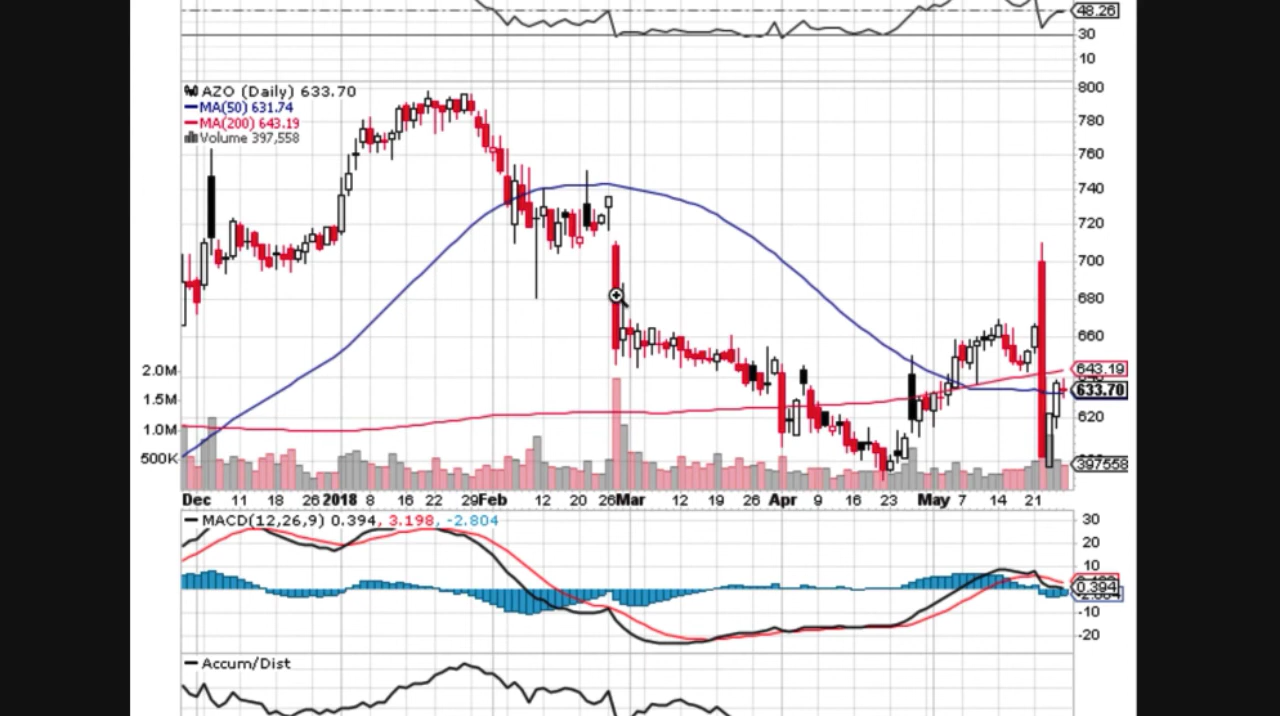 48.26
30
10
AZO (Daily) 633.70
MA(50) 631.74
MA(200) 643.19
Volume 397,558
800
780
760
740
720
700
680
660
643.19
633.70
620
397558
2.0M
1.5M
1.0M
500K
Dec 11 18 26 2018 8 16 22 29 Feb 12 20 26 Mar 12 19 26 Apr 9 16 23 May 7 14 21
MACD(12,26,9) 0.394, 3.198, -2.804
30
20
10
0.394
-10
-20
Accum/Dist